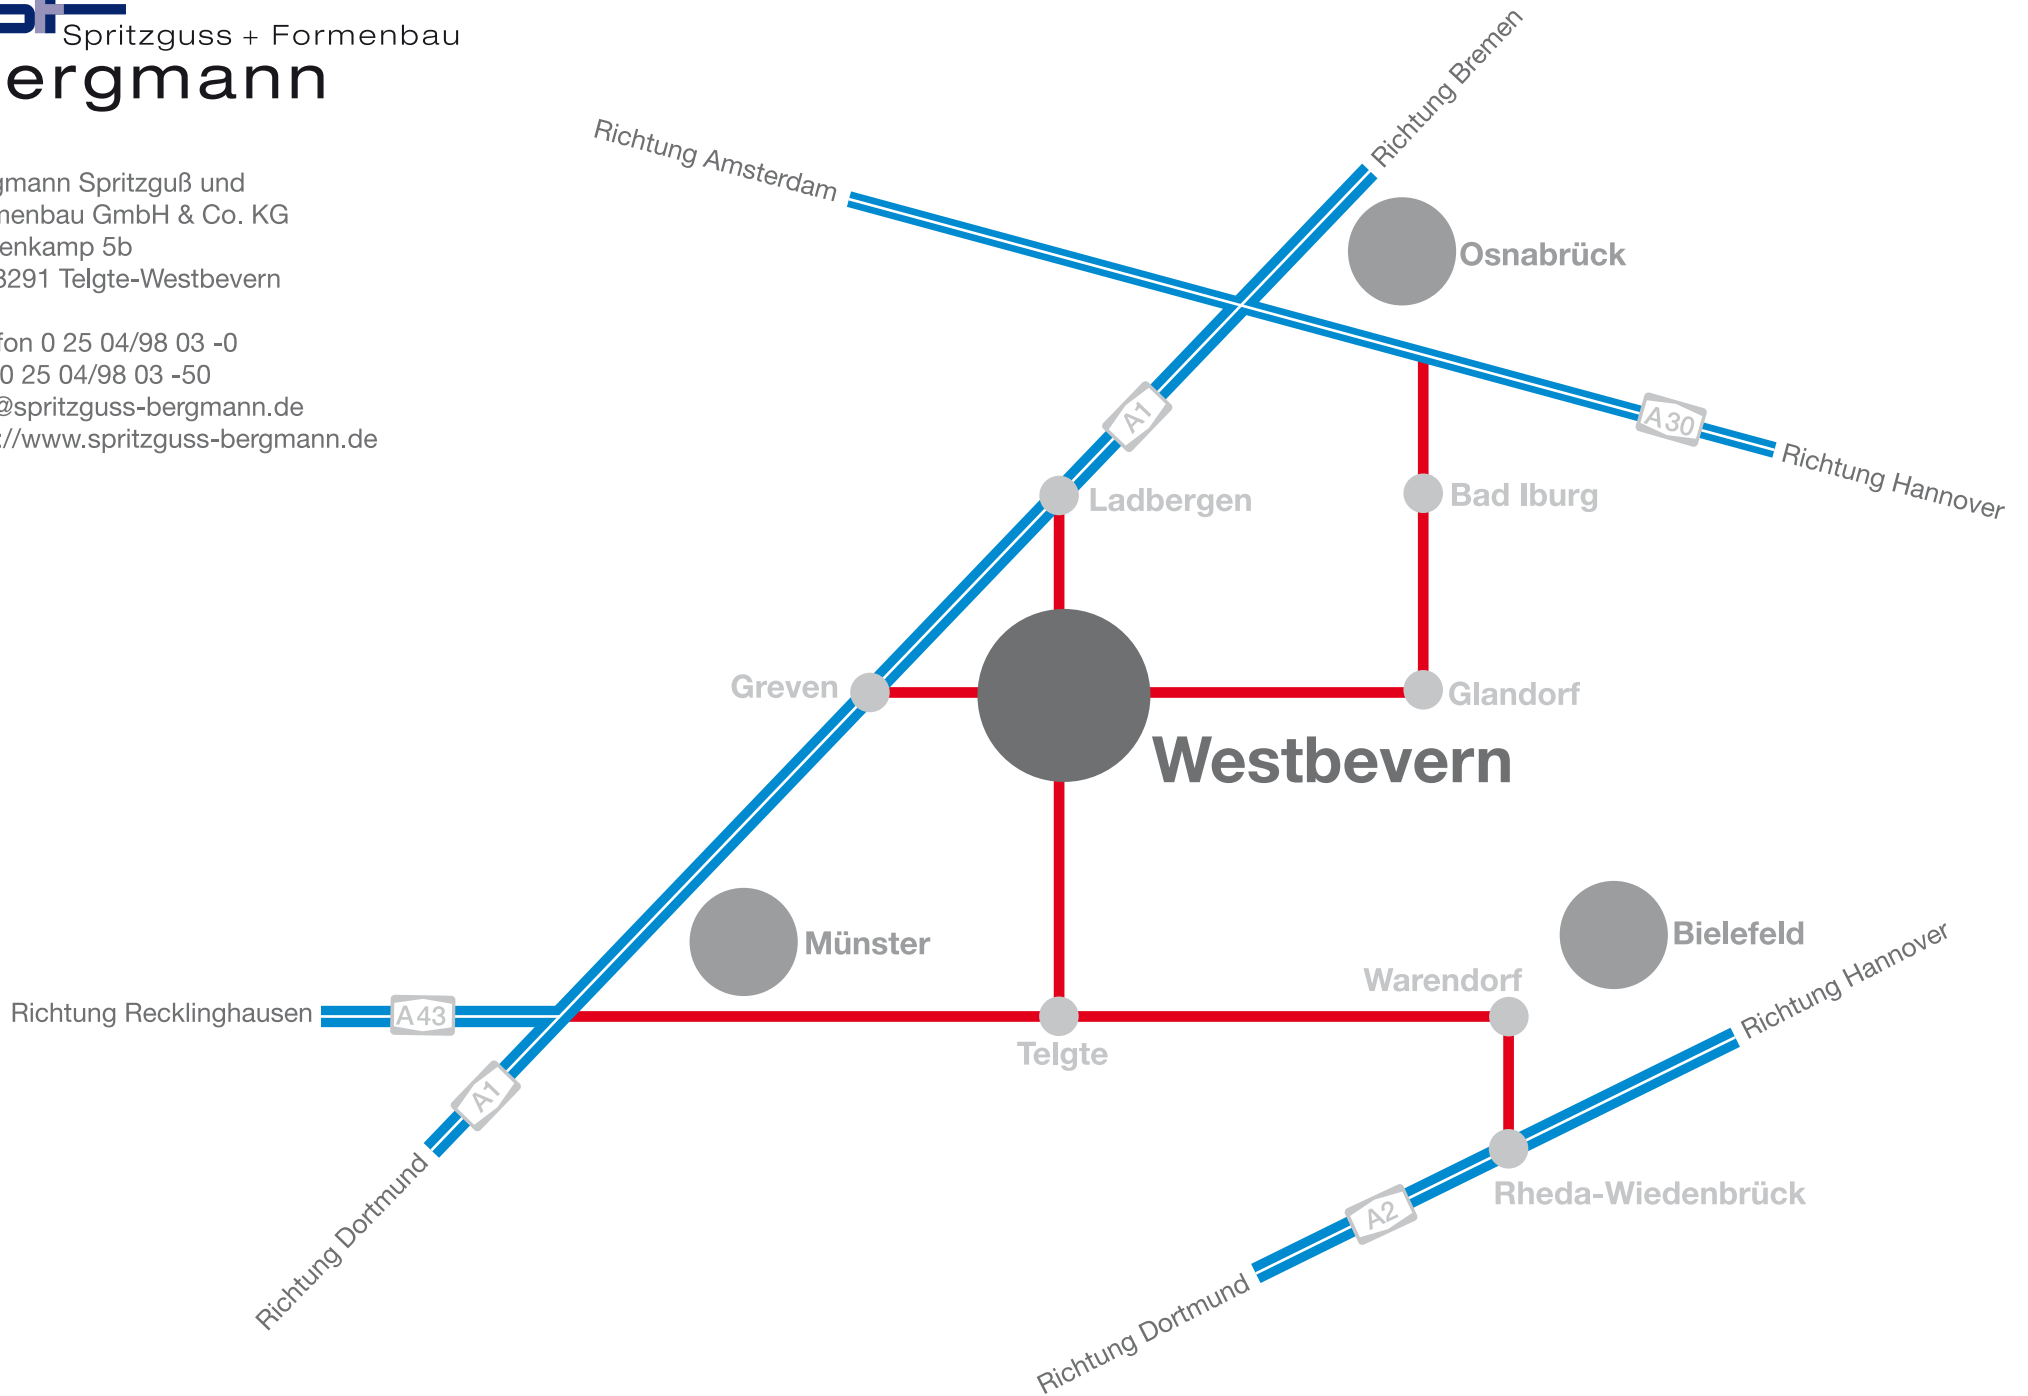 Spritzguss + Formenbau
ergmann
gmann Spritzguß und
menbau GmbH & Co. KG
enkamp 5b
3291 Telgte-Westbevern
fon 0 25 04/98 03 -0
0 25 04/98 03 -50
@spritzguss-bergmann.de
://www.spritzguss-bergmann.de
Richtung Bremen
Richtung Amsterdam
Osnabrück
A1
A30
Richtung Hannover
Ladbergen
Bad Iburg
Greven
Glandorf
Westbevern
Münster
Bielefeld
Warendorf
Richtung Hannover
Richtung Recklinghausen
A43
Telgte
A1
Rheda-Wiedenbrück
A2
Richtung Dortmund
Richtung Dortmund